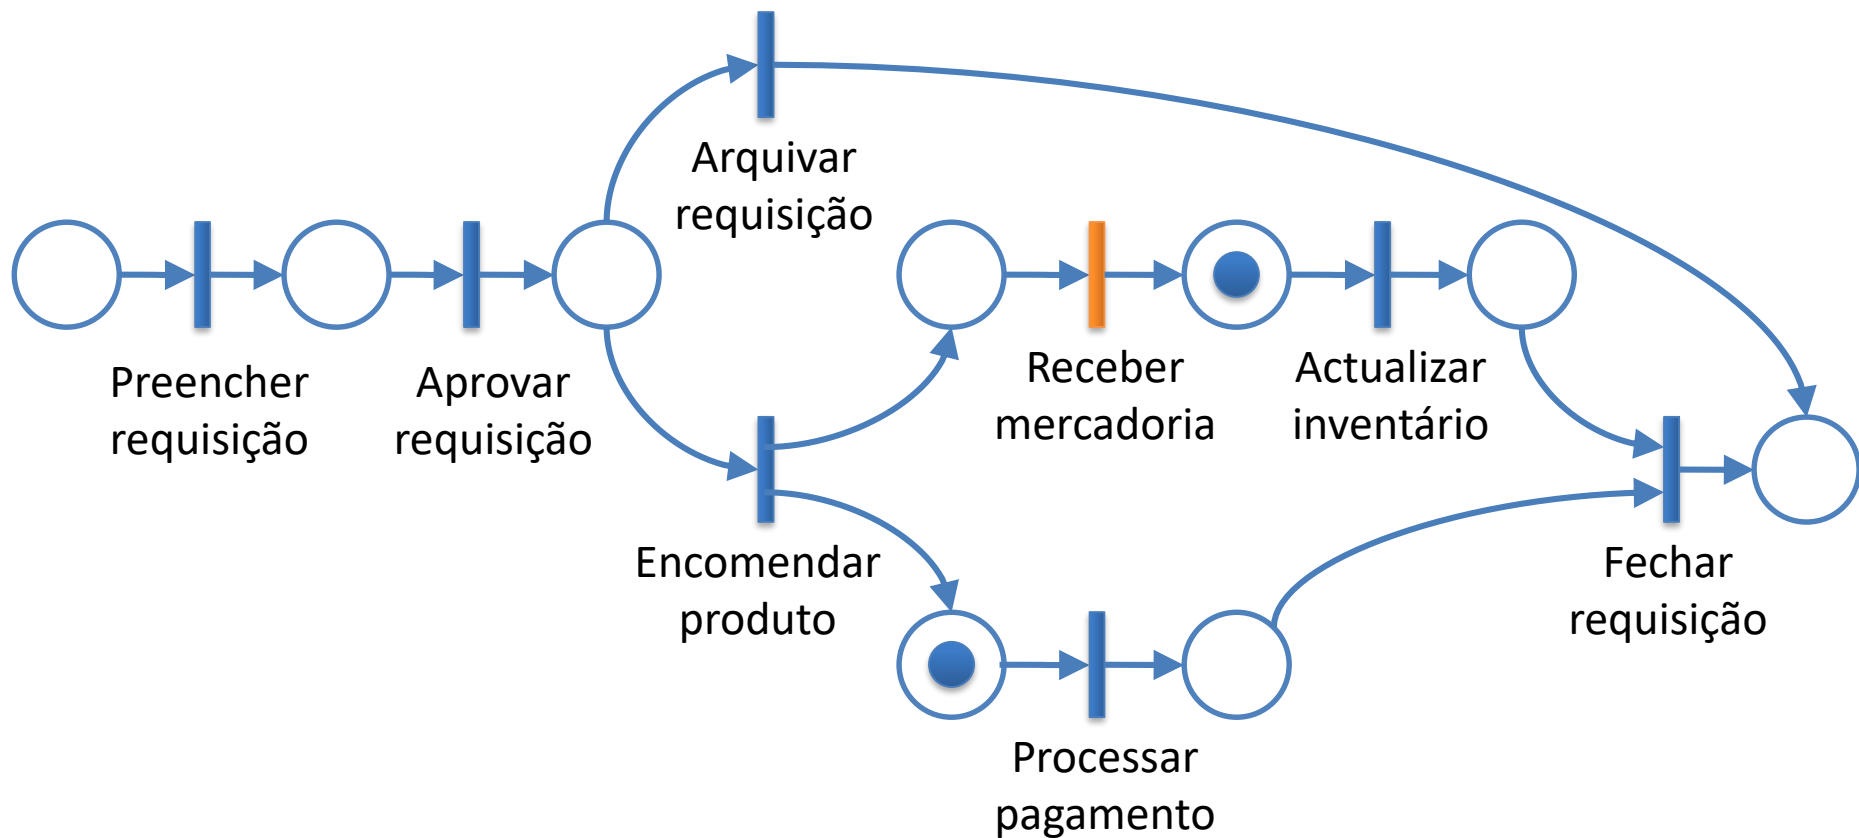 Arquivar
requisição
Preencher
requisição
Aprovar
requisição
Receber
mercadoria
Actualizar
inventário
Encomendar
produto
Fechar
requisição
Processar
pagamento